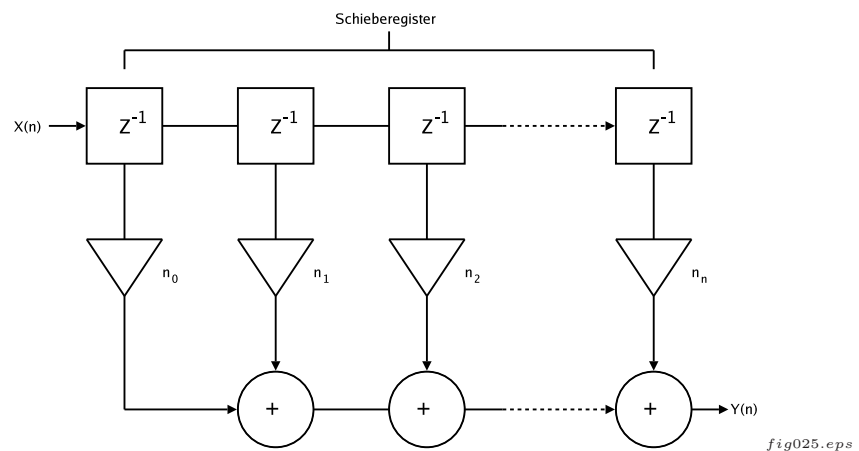 Schieberegister
X(n) Z⁻¹ Z⁻¹ Z⁻¹ Z⁻¹
n₀ n₁ n₂ nₙ
+ + + Y(n)
fig025.eps